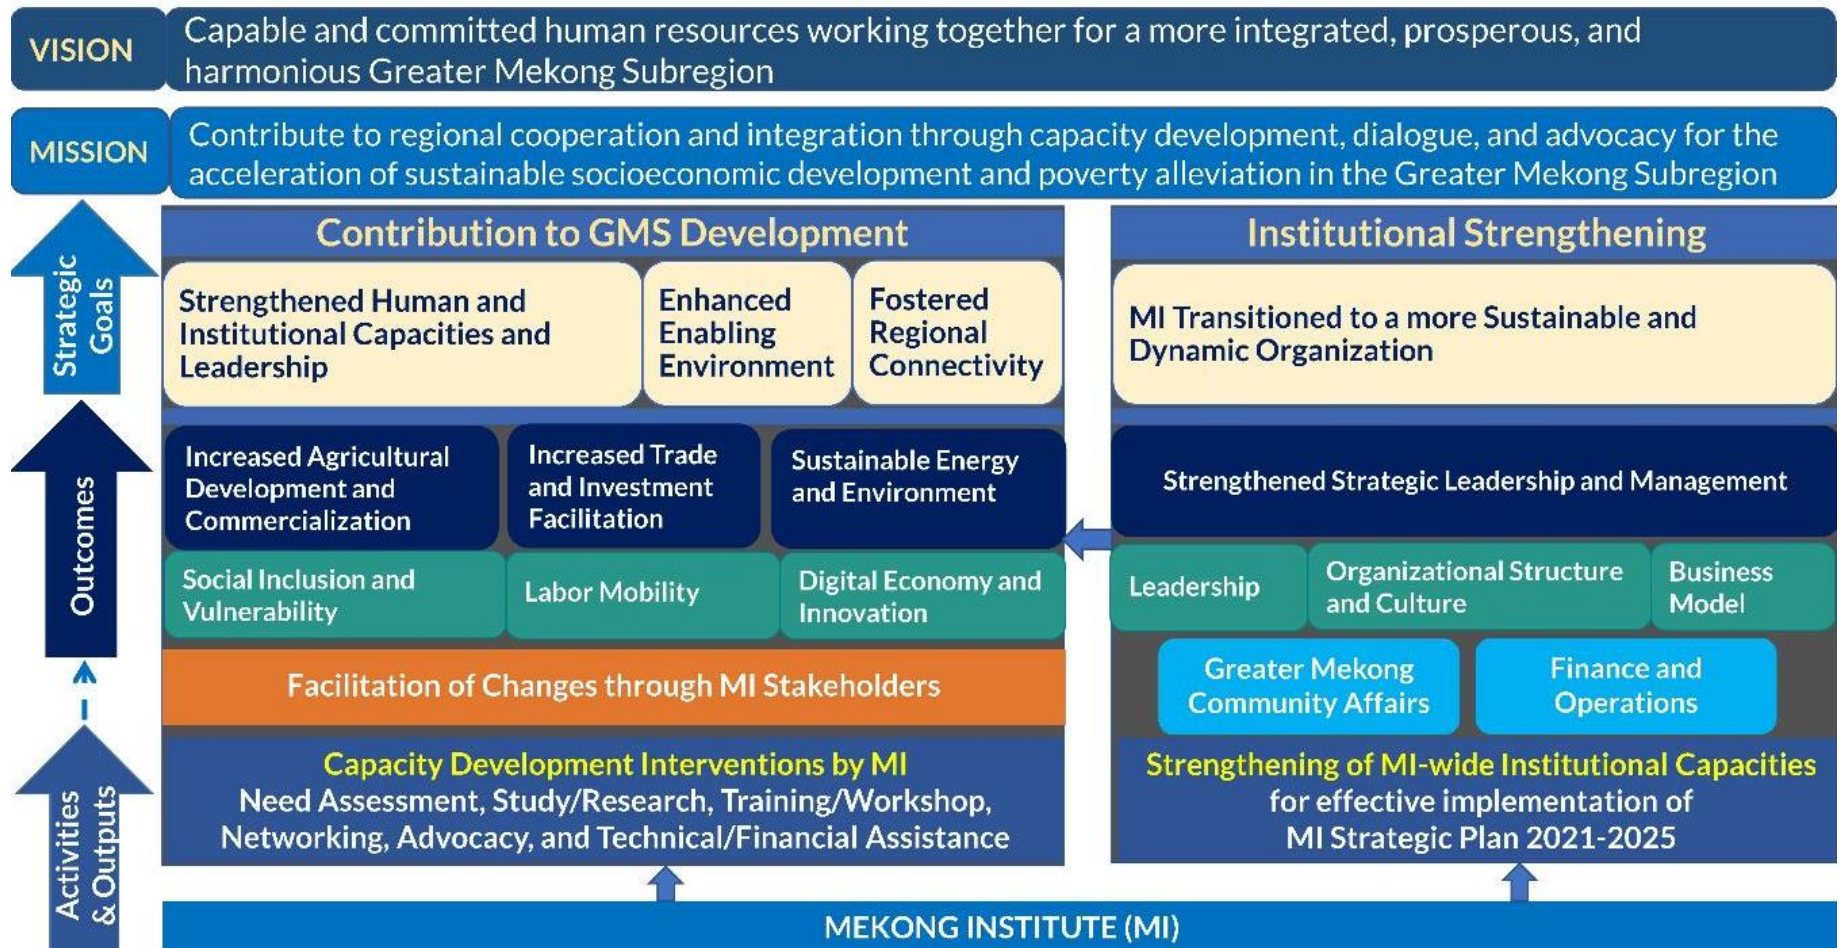 VISION
Capable and committed human resources working together for a more integrated, prosperous, and
harmonious Greater Mekong Subregion
MISSION
Contribute to regional cooperation and integration through capacity development, dialogue, and advocacy for the
acceleration of sustainable socioeconomic development and poverty alleviation in the Greater Mekong Subregion
Strategic
Goals
Contribution to GMS Development
Strengthened Human and
Institutional Capacities and
Leadership
Enhanced
Enabling
Environment
Fostered
Regional
Connectivity
Institutional Strengthening
MI Transitioned to a more Sustainable and
Dynamic Organization
Outcomes
Increased Agricultural
Development and
Commercialization
Increased Trade
and Investment
Facilitation
Sustainable Energy
and Environment
Social Inclusion and
Vulnerability
Labor Mobility
Digital Economy and
Innovation
Facilitation of Changes through MI Stakeholders
Strengthened Strategic Leadership and Management
Leadership
Organizational Structure
and Culture
Business
Model
Greater Mekong
Community Affairs
Finance and
Operations
Activities
& Outputs
Capacity Development Interventions by MI
Need Assessment, Study/Research, Training/Workshop,
Networking, Advocacy, and Technical/Financial Assistance
Strengthening of MI-wide Institutional Capacities
for effective implementation of
MI Strategic Plan 2021-2025
MEKONG INSTITUTE (MI)